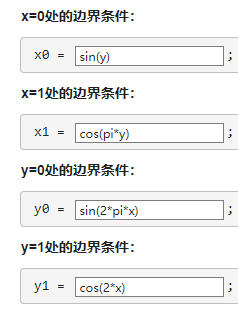 x=0处的边界条件：
x0 = sin(y) ;
x=1处的边界条件：
x1 = cos(pi*y) ;
y=0处的边界条件：
y0 = sin(2*pi*x) ;
y=1处的边界条件：
y1 = cos(2*x) ;